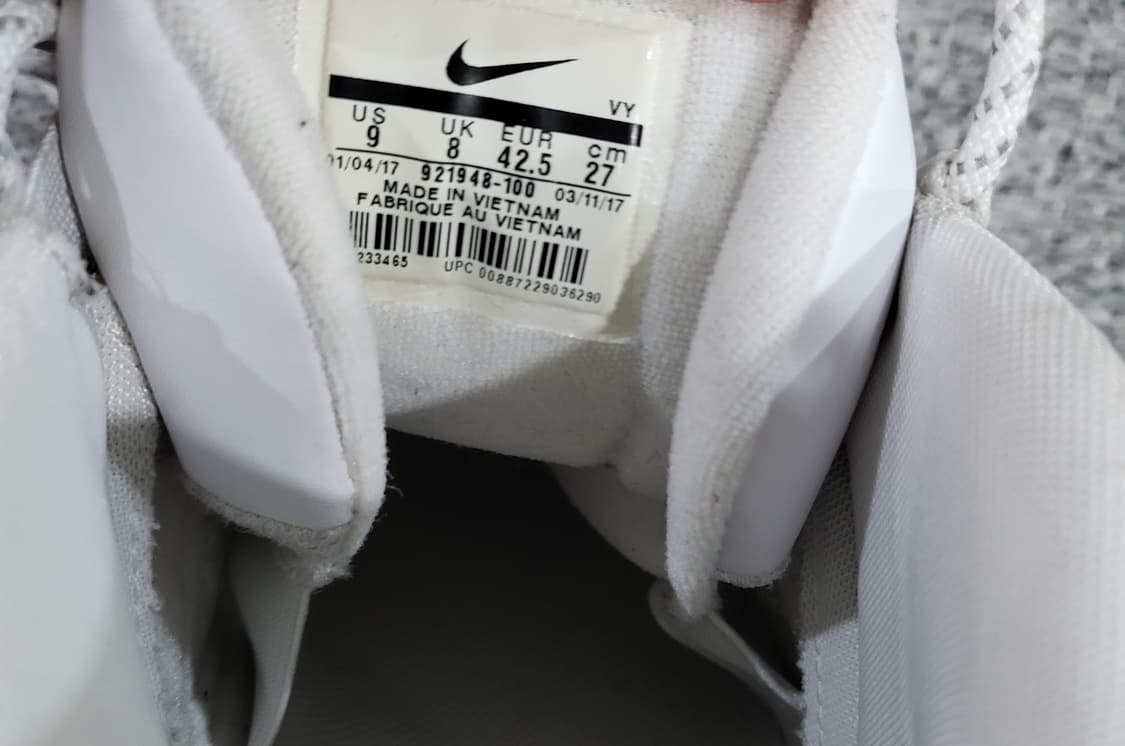 VY
US UK EUR cm
9 8 42.5 27
01/04/17 921948-100 03/11/17
MADE IN VIETNAM
FABRIQUE AU VIETNAM
233465 UPC 00887229036290